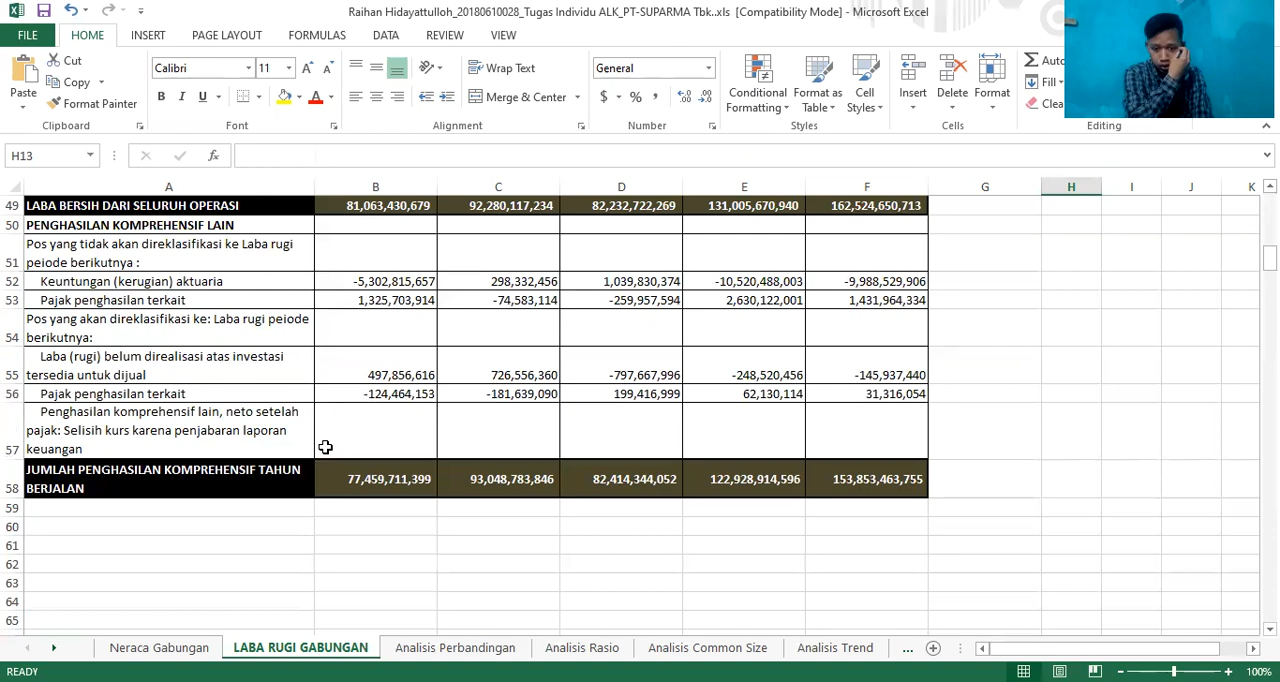 Raihan Hidayattulloh_20180610028_Tugas Individu ALK_PT-SUPARMA Tbk..xls [Compatibility Mode] - Microsoft Excel
FILE HOME INSERT PAGE LAYOUT FORMULAS DATA REVIEW VIEW
Cut
Copy
Format Painter
Paste
Clipboard
Calibri 11
B I U
Font
Wrap Text
Merge & Center
Alignment
General
$ % ,
Number
Conditional Formatting
Format as Table
Cell Styles
Styles
Insert
Delete
Format
Cells
Auto
Fill
Clea
Editing
H13
fx
A B C D E F G H I J K
49 LABA BERSIH DARI SELURUH OPERASI 81,063,430,679 92,280,117,234 82,232,722,269 131,005,670,940 162,524,650,713
50 PENGHASILAN KOMPREHENSIF LAIN
Pos yang tidak akan direklasifikasi ke Laba rugi
51 peiode berikutnya :
52 Keuntungan (kerugian) aktuaria -5,302,815,657 298,332,456 1,039,830,374 -10,520,488,003 -9,988,529,906
53 Pajak penghasilan terkait 1,325,703,914 -74,583,114 -259,957,594 2,630,122,001 1,431,964,334
Pos yang akan direklasifikasi ke: Laba rugi peiode
54 berikutnya:
Laba (rugi) belum direalisasi atas investasi
55 tersedia untuk dijual 497,856,616 726,556,360 -797,667,996 -248,520,456 -145,937,440
56 Pajak penghasilan terkait -124,464,153 -181,639,090 199,416,999 62,130,114 31,316,054
Penghasilan komprehensif lain, neto setelah
pajak: Selisih kurs karena penjabaran laporan
57 keuangan
JUMLAH PENGHASILAN KOMPREHENSIF TAHUN
58 BERJALAN 77,459,711,399 93,048,783,846 82,414,344,052 122,928,914,596 153,853,463,755
59
60
61
62
63
64
65
Neraca Gabungan LABA RUGI GABUNGAN Analisis Perbandingan Analisis Rasio Analisis Common Size Analisis Trend ...
READY 100%